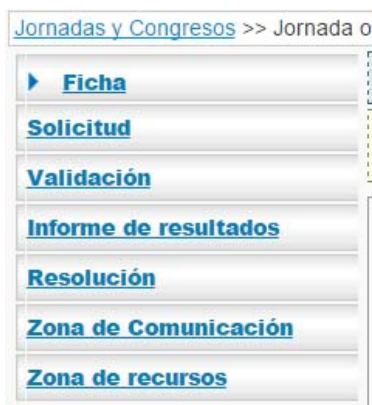 Jornadas y Congresos >> Jornada o
Ficha
Solicitud
Validación
Informe de resultados
Resolución
Zona de Comunicación
Zona de recursos